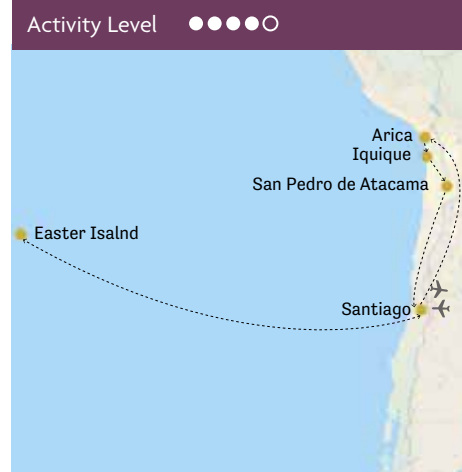 Activity Level
Arica
Iquique
San Pedro de Atacama
Easter Isalnd
Santiago